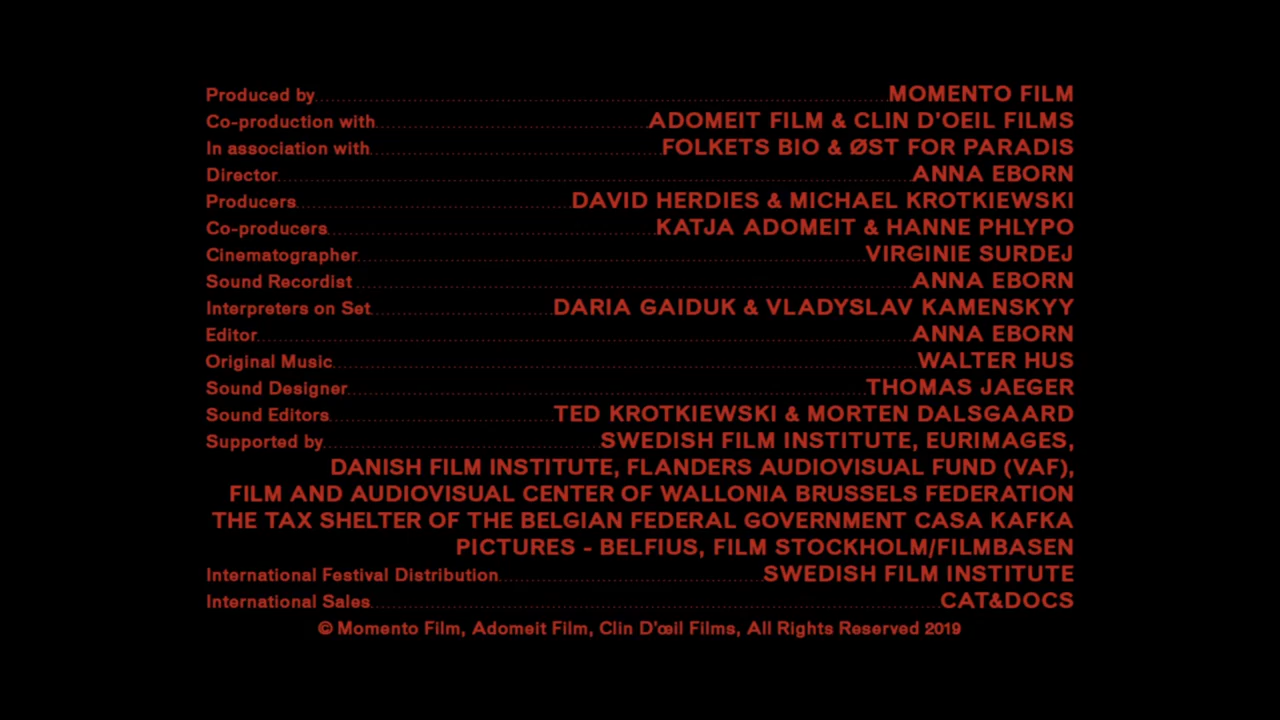 Produced by MOMENTO FILM
Co-production with ADOMEIT FILM & CLIN D'OEIL FILMS
In association with FOLKETS BIO & ØST FOR PARADIS
Director ANNA EBORN
Producers DAVID HERDIES & MICHAEL KROTKIEWSKI
Co-producers KATJA ADOMEIT & HANNE PHLYPO
Cinematographer VIRGINIE SURDEJ
Sound Recordist ANNA EBORN
Interpreters on Set DARIA GAIDUK & VLADYSLAV KAMENSKYY
Editor ANNA EBORN
Original Music WALTER HUS
Sound Designer THOMAS JAEGER
Sound Editors TED KROTKIEWSKI & MORTEN DALSGAARD
Supported by SWEDISH FILM INSTITUTE, EURIMAGES,
DANISH FILM INSTITUTE, FLANDERS AUDIOVISUAL FUND (VAF),
FILM AND AUDIOVISUAL CENTER OF WALLONIA BRUSSELS FEDERATION
THE TAX SHELTER OF THE BELGIAN FEDERAL GOVERNMENT CASA KAFKA
PICTURES - BELFIUS, FILM STOCKHOLM/FILMBASEN
International Festival Distribution SWEDISH FILM INSTITUTE
International Sales CAT&DOCS
© Momento Film, Adomeit Film, Clin D'œil Films, All Rights Reserved 2019